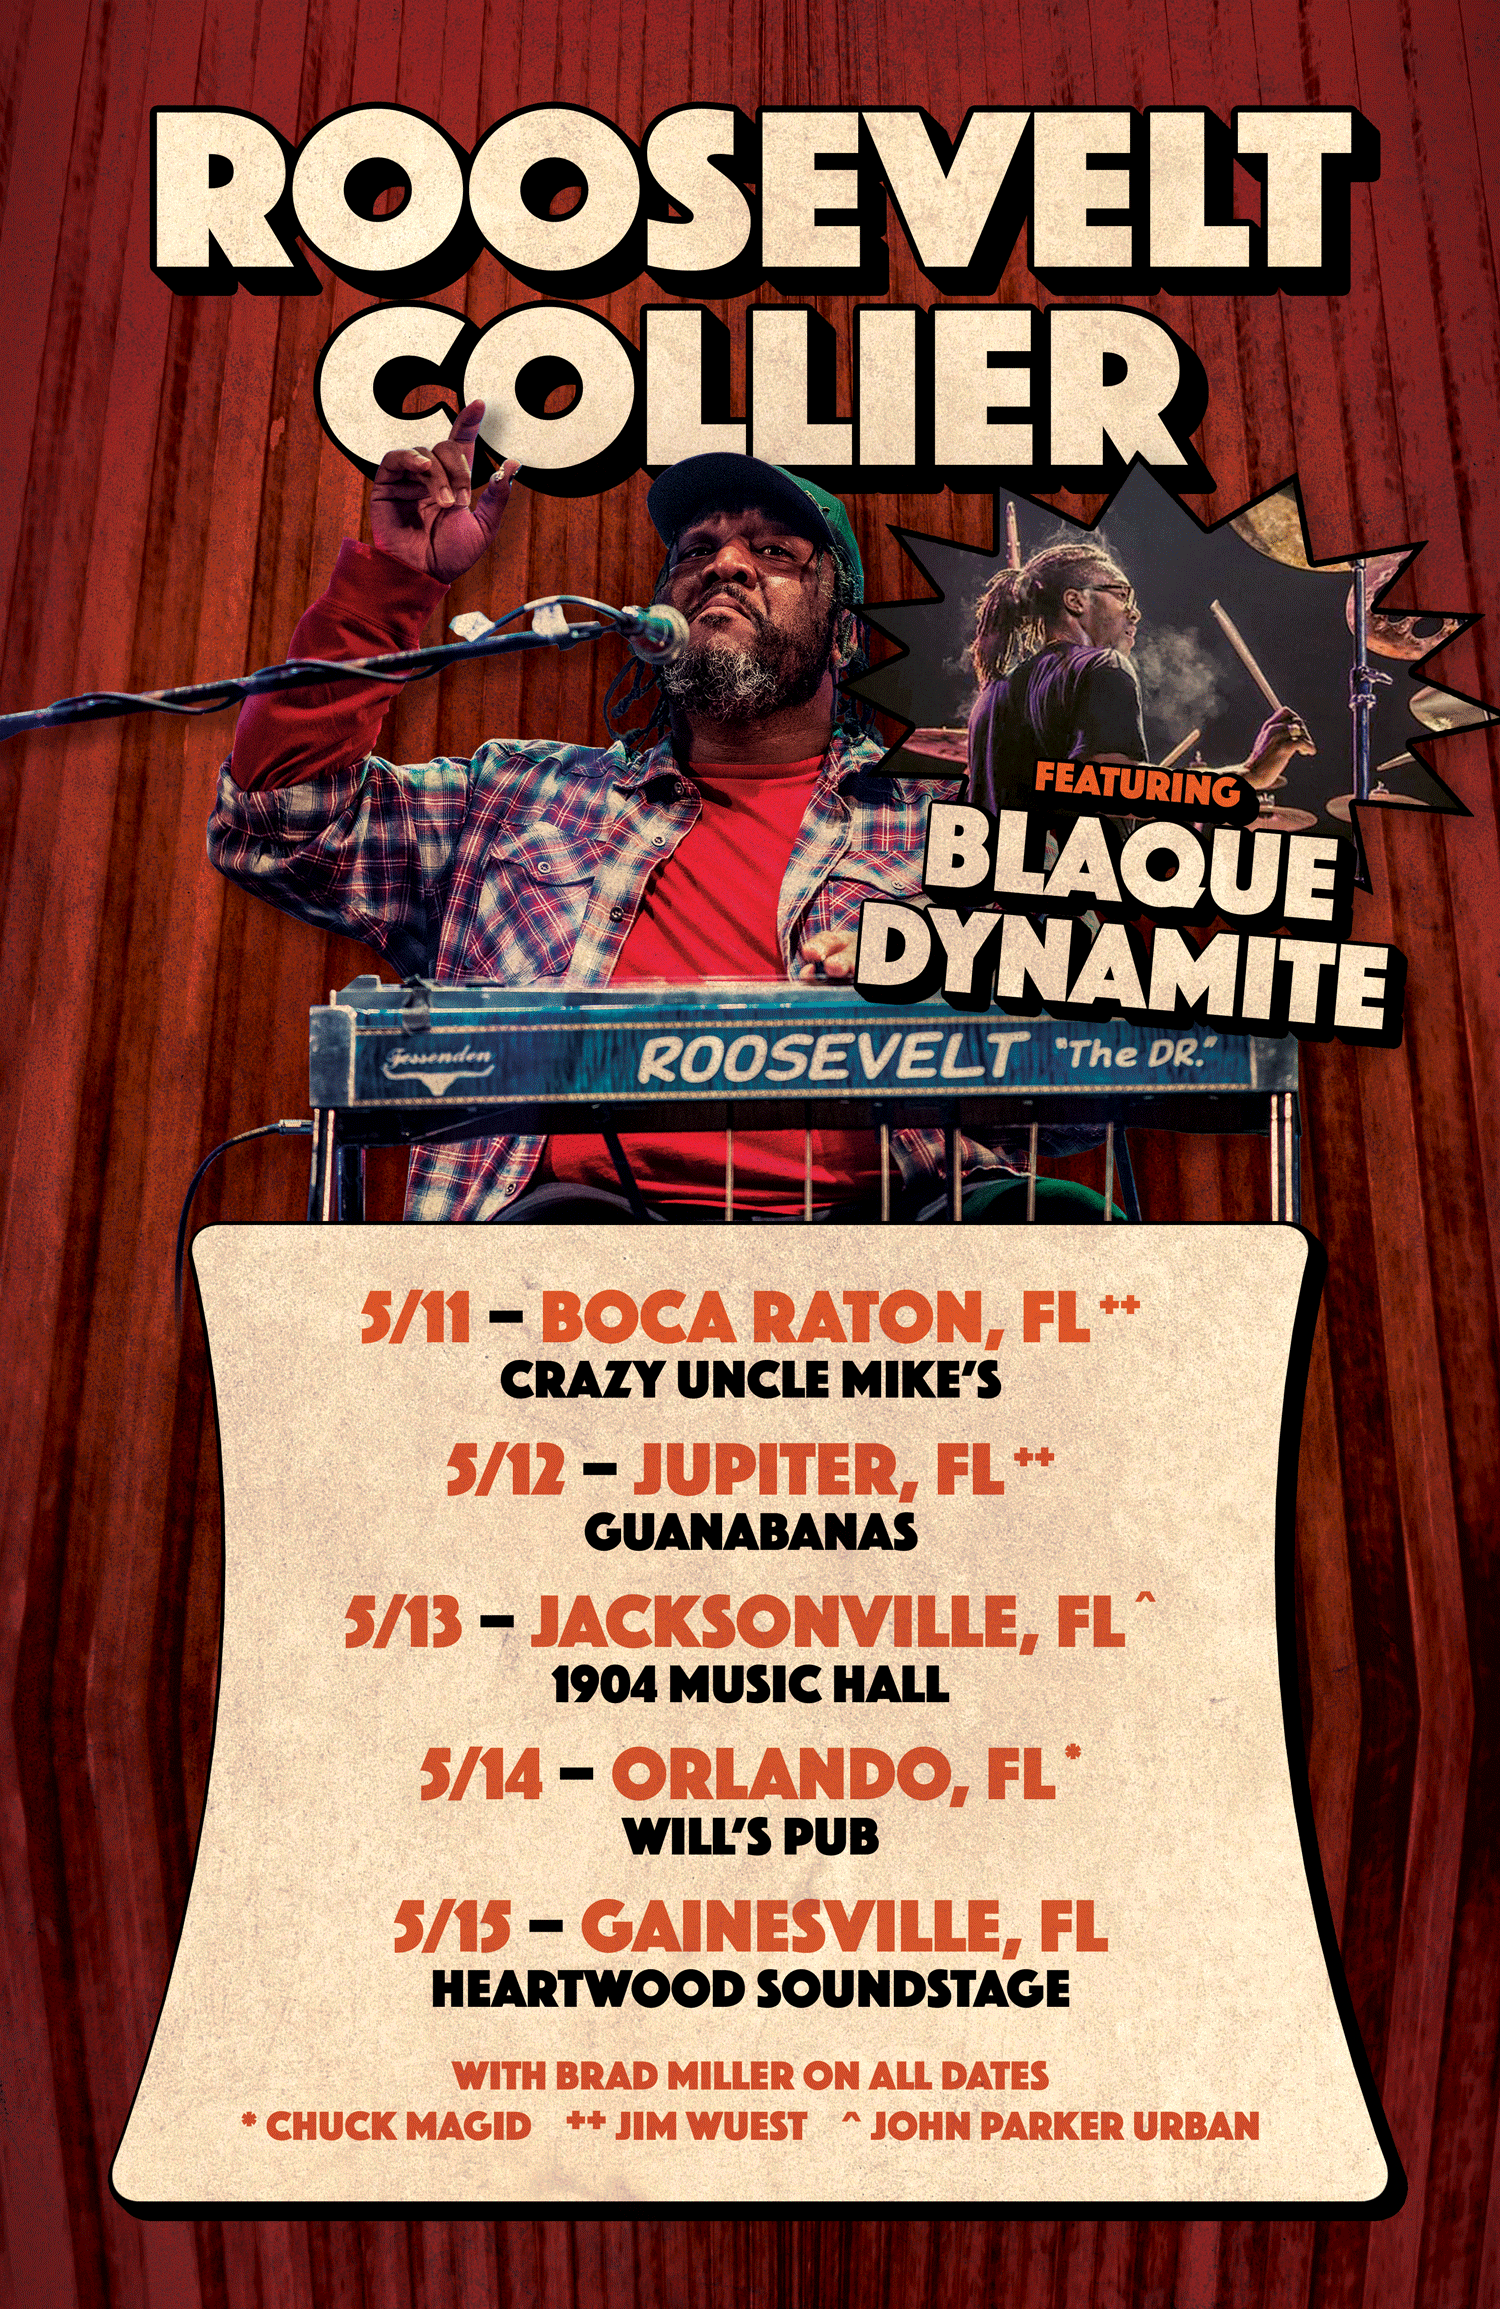 ROOSEVELT
COLLIER
FEATURING
BLAQUE
DYNAMITE
Fessenden
ROOSEVELT "The DR."
5/11 – BOCA RATON, FL ++
CRAZY UNCLE MIKE'S
5/12 – JUPITER, FL ++
GUANABANAS
5/13 – JACKSONVILLE, FL ^
1904 MUSIC HALL
5/14 – ORLANDO, FL *
WILL'S PUB
5/15 – GAINESVILLE, FL
HEARTWOOD SOUNDSTAGE
WITH BRAD MILLER ON ALL DATES
* CHUCK MAGID ++ JIM WUEST ^ JOHN PARKER URBAN